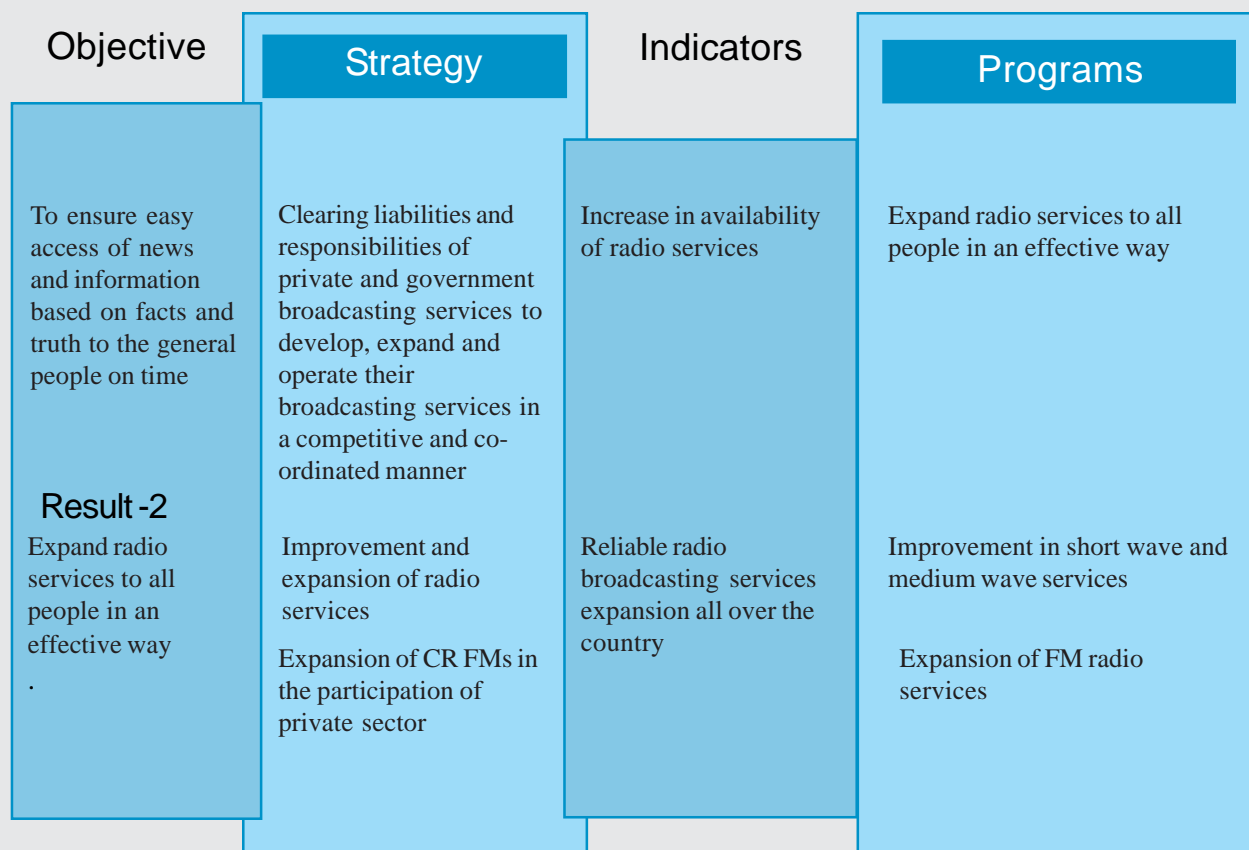 Objective
Strategy
Indicators
Programs
To ensure easy
access of news
and information
based on facts and
truth to the general
people on time
Clearing liabilities and
responsibilities of
private and government
broadcasting services to
develop, expand and
operate their
broadcasting services in
a competitive and co-
ordinated manner
Increase in availability
of radio services
Expand radio services to all
people in an effective way
Result -2
Expand radio
services to all
people in an
effective way
.
Improvement and
expansion of radio
services
Expansion of CR FMs in
the participation of
private sector
Reliable radio
broadcasting services
expansion all over the
country
Improvement in short wave and
medium wave services
Expansion of FM radio
services